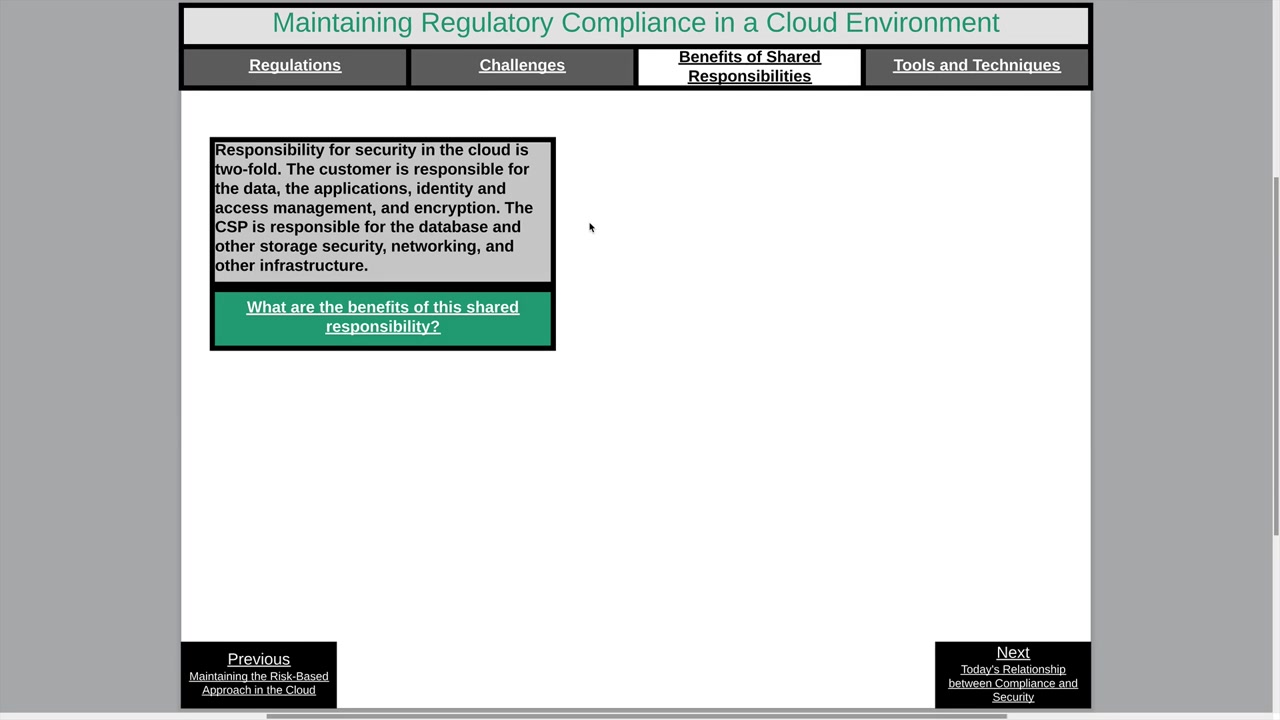 Maintaining Regulatory Compliance in a Cloud Environment
Regulations
Challenges
Benefits of Shared
Responsibilities
Tools and Techniques
Responsibility for security in the cloud is
two-fold. The customer is responsible for
the data, the applications, identity and
access management, and encryption. The
CSP is responsible for the database and
other storage security, networking, and
other infrastructure.
What are the benefits of this shared
responsibility?
Previous
Maintaining the Risk-Based
Approach in the Cloud
Next
Today's Relationship
between Compliance and
Security